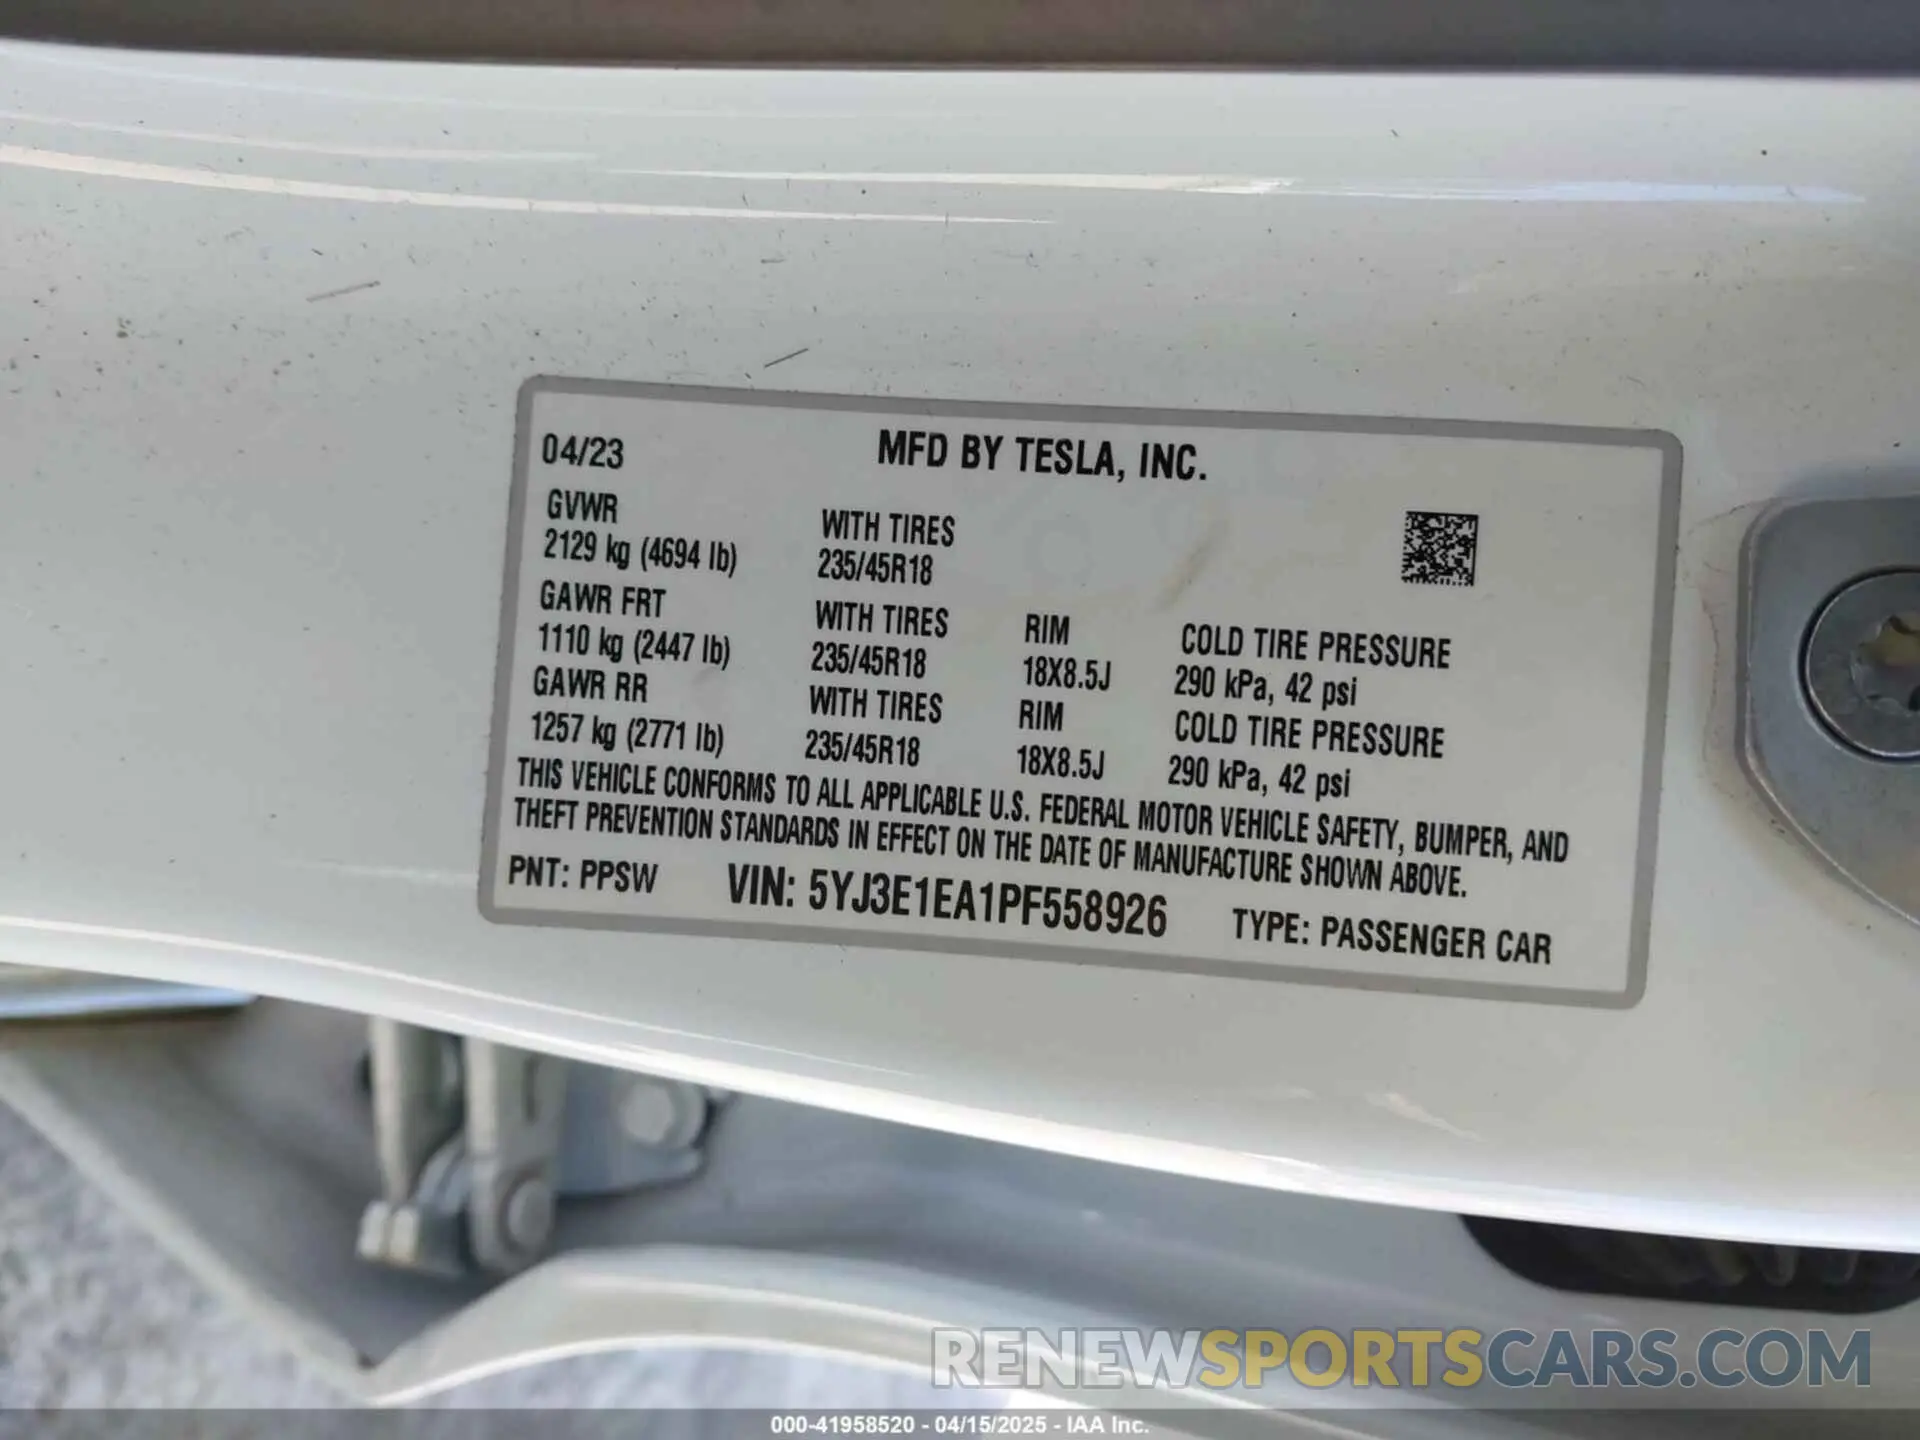 04/23 MFD BY TESLA, INC.
GVWR WITH TIRES
2129 kg (4694 lb) 235/45R18
GAWR FRT WITH TIRES RIM COLD TIRE PRESSURE
1110 kg (2447 lb) 235/45R18 18X8.5J 290 kPa, 42 psi
GAWR RR WITH TIRES RIM COLD TIRE PRESSURE
1257 kg (2771 lb) 235/45R18 18X8.5J 290 kPa, 42 psi
THIS VEHICLE CONFORMS TO ALL APPLICABLE U.S. FEDERAL MOTOR VEHICLE SAFETY, BUMPER, AND
THEFT PREVENTION STANDARDS IN EFFECT ON THE DATE OF MANUFACTURE SHOWN ABOVE.
PNT: PPSW VIN: 5YJ3E1EA1PF558926 TYPE: PASSENGER CAR
RENEWSPORTSCARS.COM
000-41958520 - 04/15/2025 - IAA Inc.